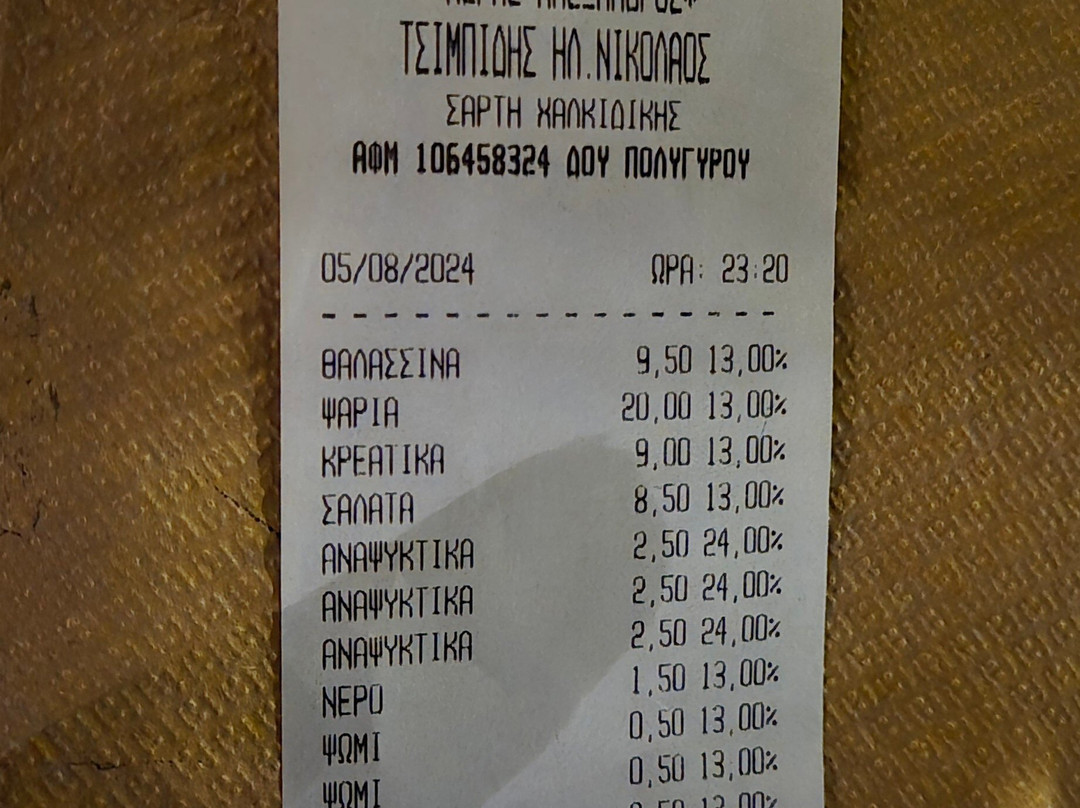 ΤΣΙΜΠΙΔΗΣ ΗΛ.ΝΙΚΟΛΑΟΣ
ΣΑΡΤΗ ΧΑΛΚΙΔΙΚΗΣ
ΑΦΜ 106458324 ΔΟΥ ΠΟΛΥΓΥΡΟΥ
05/08/2024 ΩΡΑ: 23:20
------------------------
ΘΑΛΑΣΣΙΝΑ 9,50 13,00%
ΨΑΡΙΑ 20,00 13,00%
ΚΡΕΑΤΙΚΑ 9,00 13,00%
ΣΑΛΑΤΑ 8,50 13,00%
ΑΝΑΨΥΚΤΙΚΑ 2,50 24,00%
ΑΝΑΨΥΚΤΙΚΑ 2,50 24,00%
ΑΝΑΨΥΚΤΙΚΑ 2,50 24,00%
ΝΕΡΟ 1,50 13,00%
ΨΩΜΙ 0,50 13,00%
ΨΩΜΙ 0,50 13,00%